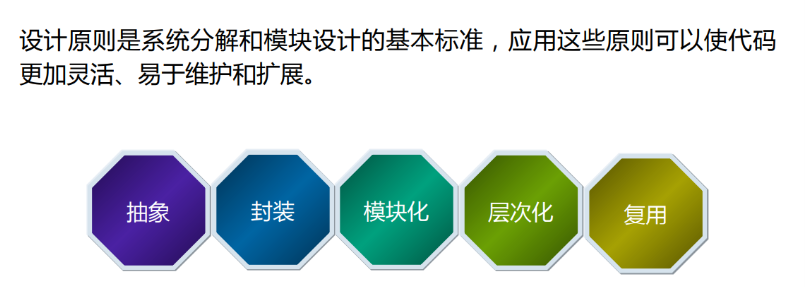 设计原则是系统分解和模块设计的基本标准，应用这些原则可以使代码
更加灵活、易于维护和扩展。
抽象
封装
模块化
层次化
复用